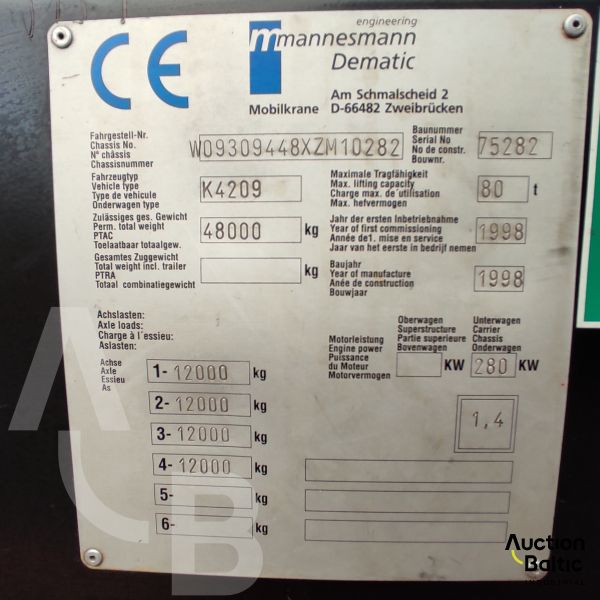 CE
engineering
mannesmann
Dematic
Mobilkrane
Am Schmalscheid 2
D-66482 Zweibrücken
Fahrgestell-Nr.
Chassis No.
N° châssis
Chassisnummer
W09309448XZM10282
Baunummer
Serial No
No de constr.
Bouwnr.
75282
Fahrzeugtyp
Vehicle type
Type de vehicule
Onderwagen type
K4209
Maximale Tragfähigkeit
Max. lifting capacity
Charge max. de utilisation
Max. hefvermogen
80 t
Zulässiges ges. Gewicht
Perm. total weight
PTAC
Toelaatbaar totaalgew.
48000 kg
Jahr der ersten Inbetriebnahme
Year of first commissioning
Année de1. mise en service
Jaar van het eerste in bedrijf nemen
1998
Gesamtes Zuggewicht
Total weight incl. trailer
PTRA
Totaal combinatiegewicht
kg
Baujahr
Year of manufacture
Anée de construction
Bouwjaar
1998
Achslasten:
Axle loads:
Charge à l´essieu:
Aslasten:
Oberwagen
Superstructure
Partie superieure
Bovenwagen
Unterwagen
Carrier
Chassis
Onderwagen
Motorleistung
Engine power
Puissance
du Moteur
Motorvermogen
KW 280 KW
Achse
Axle
Essieu
As
1- 12000 kg
2- 12000 kg
3- 12000 kg
4- 12000 kg
5- kg
6- kg
1,4
AB
Auction
Baltic
INDUSTRIAL